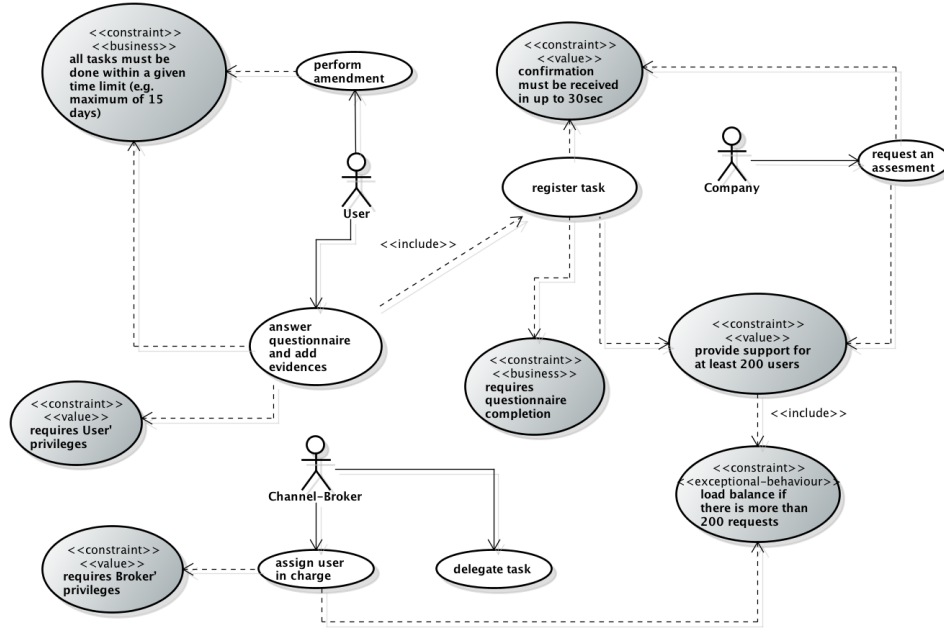 <<constraint>>
<<business>>
all tasks must be
done within a given
time limit (e.g.
maximum of 15
days)
perform
amendment
<<constraint>>
<<value>>
confirmation
must be received
in up to 30sec
Company
request an
assesment
User
register task
<<include>>
answer
questionnaire
and add
evidences
<<constraint>>
<<business>>
requires
questionnaire
completion
<<constraint>>
<<value>>
provide support for
at least 200 users
<<include>>
<<constraint>>
<<value>>
requires User'
privileges
Channel-Broker
<<constraint>>
<<exceptional-behaviour>>
load balance if
there is more than
200 requests
<<constraint>>
<<value>>
requires Broker'
privileges
assign user
in charge
delegate task